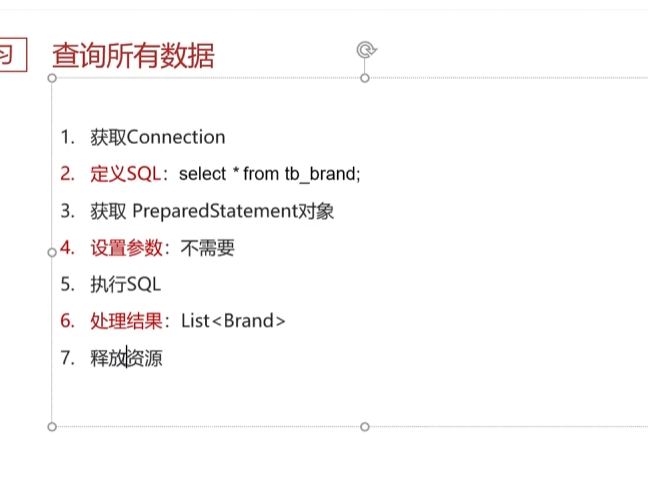 习
查询所有数据
1. 获取Connection
2. 定义SQL：select * from tb_brand;
3. 获取 PreparedStatement对象
4. 设置参数：不需要
5. 执行SQL
6. 处理结果：List<Brand>
7. 释放资源